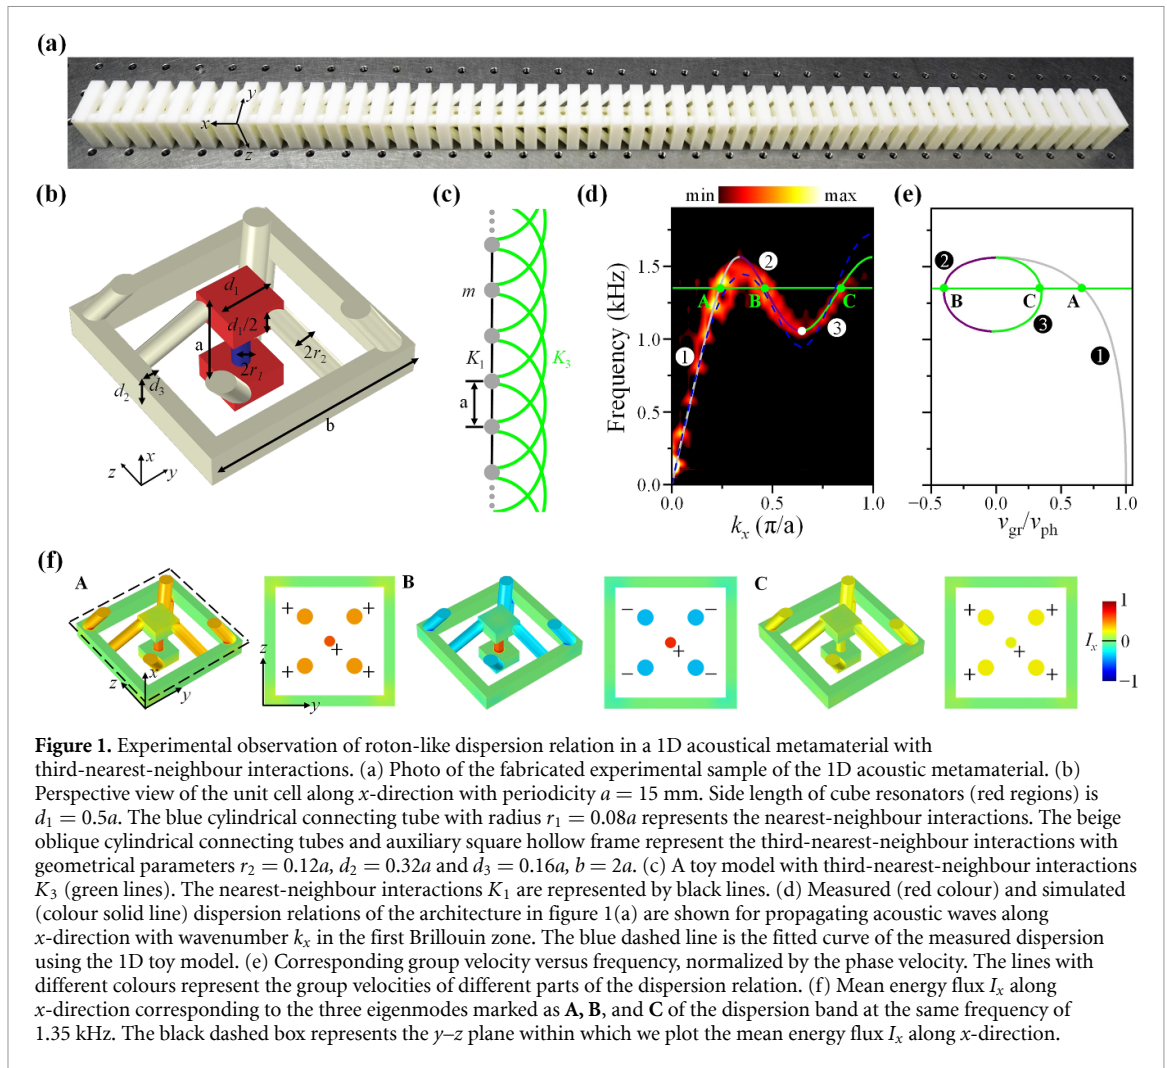 (a)
y
x
z
(b)
(c)
(d)
min
max
(e)
d1
d1/2
a
2r2
2r1
d2
d3
b
x
z
y
m
K1
K3
a
Frequency (kHz)
1.5
1.0
0.5
0.0
0.0
0.5
1.0
kx (π/a)
A
B
C
1
2
3
2
B
C
A
3
1
−0.5
0.0
0.5
1.0
vgr/vph
(f)
A
B
C
x
z
y
z
y
+ +
+
+ +
− −
+
− −
+ +
+
+ +
1
Ix
0
−1
Figure 1. Experimental observation of roton-like dispersion relation in a 1D acoustical metamaterial with
third-nearest-neighbour interactions. (a) Photo of the fabricated experimental sample of the 1D acoustic metamaterial. (b)
Perspective view of the unit cell along x-direction with periodicity a = 15 mm. Side length of cube resonators (red regions) is
d1 = 0.5a. The blue cylindrical connecting tube with radius r1 = 0.08a represents the nearest-neighbour interactions. The beige
oblique cylindrical connecting tubes and auxiliary square hollow frame represent the third-nearest-neighbour interactions with
geometrical parameters r2 = 0.12a, d2 = 0.32a and d3 = 0.16a, b = 2a. (c) A toy model with third-nearest-neighbour interactions
K3 (green lines). The nearest-neighbour interactions K1 are represented by black lines. (d) Measured (red colour) and simulated
(colour solid line) dispersion relations of the architecture in figure 1(a) are shown for propagating acoustic waves along
x-direction with wavenumber kx in the first Brillouin zone. The blue dashed line is the fitted curve of the measured dispersion
using the 1D toy model. (e) Corresponding group velocity versus frequency, normalized by the phase velocity. The lines with
different colours represent the group velocities of different parts of the dispersion relation. (f) Mean energy flux Ix along
x-direction corresponding to the three eigenmodes marked as A, B, and C of the dispersion band at the same frequency of
1.35 kHz. The black dashed box represents the y–z plane within which we plot the mean energy flux Ix along x-direction.